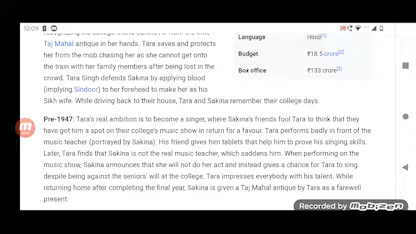 10:09
recognizing his college friend Sakina
Taj Mahal antique in her hands. Tara saves and protects
her from the mob chasing her as she cannot get onto
the train with her family members after being lost in the
crowd. Tara Singh defends Sakina by applying blood
(implying Sindoor) to her forehead to make her as his
Sikh wife. While driving back to their house, Tara and Sakina remember their college days.
Language Hindi[1]
Budget ₹18.5 crore
Box office ₹133 crore
Pre-1947: Tara's real ambition is to become a singer, where Sakina's friends fool Tara to think that they
have got him a spot on their college's music show in return for a favour. Tara performs badly in front of the
music teacher (portrayed by Sakina). His friend gives him tablets that help him to prove his singing skills.
Later, Tara finds that Sakina is not the real music teacher, which saddens him. When performing on the
music show, Sakina announces that she will not do her act and instead gives a chance for Tara to sing
despite being against the seniors' will at the college. Tara impresses everybody with his talent. While
returning home after completing the final year, Sakina is given a Taj Mahal antique by Tara as a farewell
present.
Recorded by Mobizen